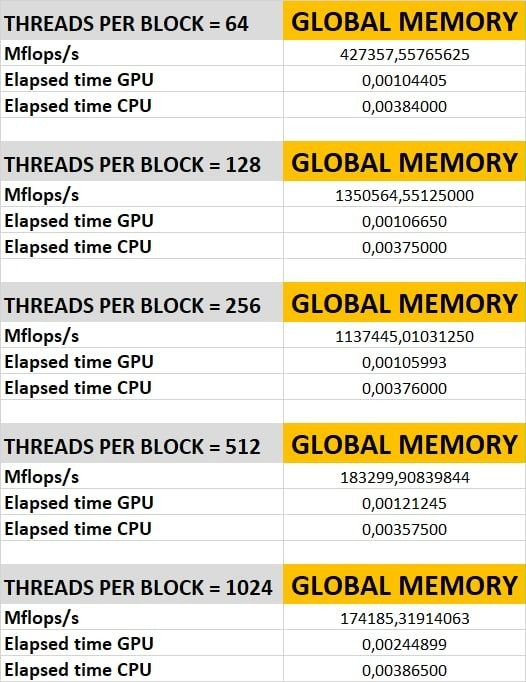 THREADS PER BLOCK = 64 GLOBAL MEMORY
Mflops/s 427357,55765625
Elapsed time GPU 0,00104405
Elapsed time CPU 0,00384000
THREADS PER BLOCK = 128 GLOBAL MEMORY
Mflops/s 1350564,55125000
Elapsed time GPU 0,00106650
Elapsed time CPU 0,00375000
THREADS PER BLOCK = 256 GLOBAL MEMORY
Mflops/s 1137445,01031250
Elapsed time GPU 0,00105993
Elapsed time CPU 0,00376000
THREADS PER BLOCK = 512 GLOBAL MEMORY
Mflops/s 183299,90839844
Elapsed time GPU 0,00121245
Elapsed time CPU 0,00357500
THREADS PER BLOCK = 1024 GLOBAL MEMORY
Mflops/s 174185,31914063
Elapsed time GPU 0,00244899
Elapsed time CPU 0,00386500